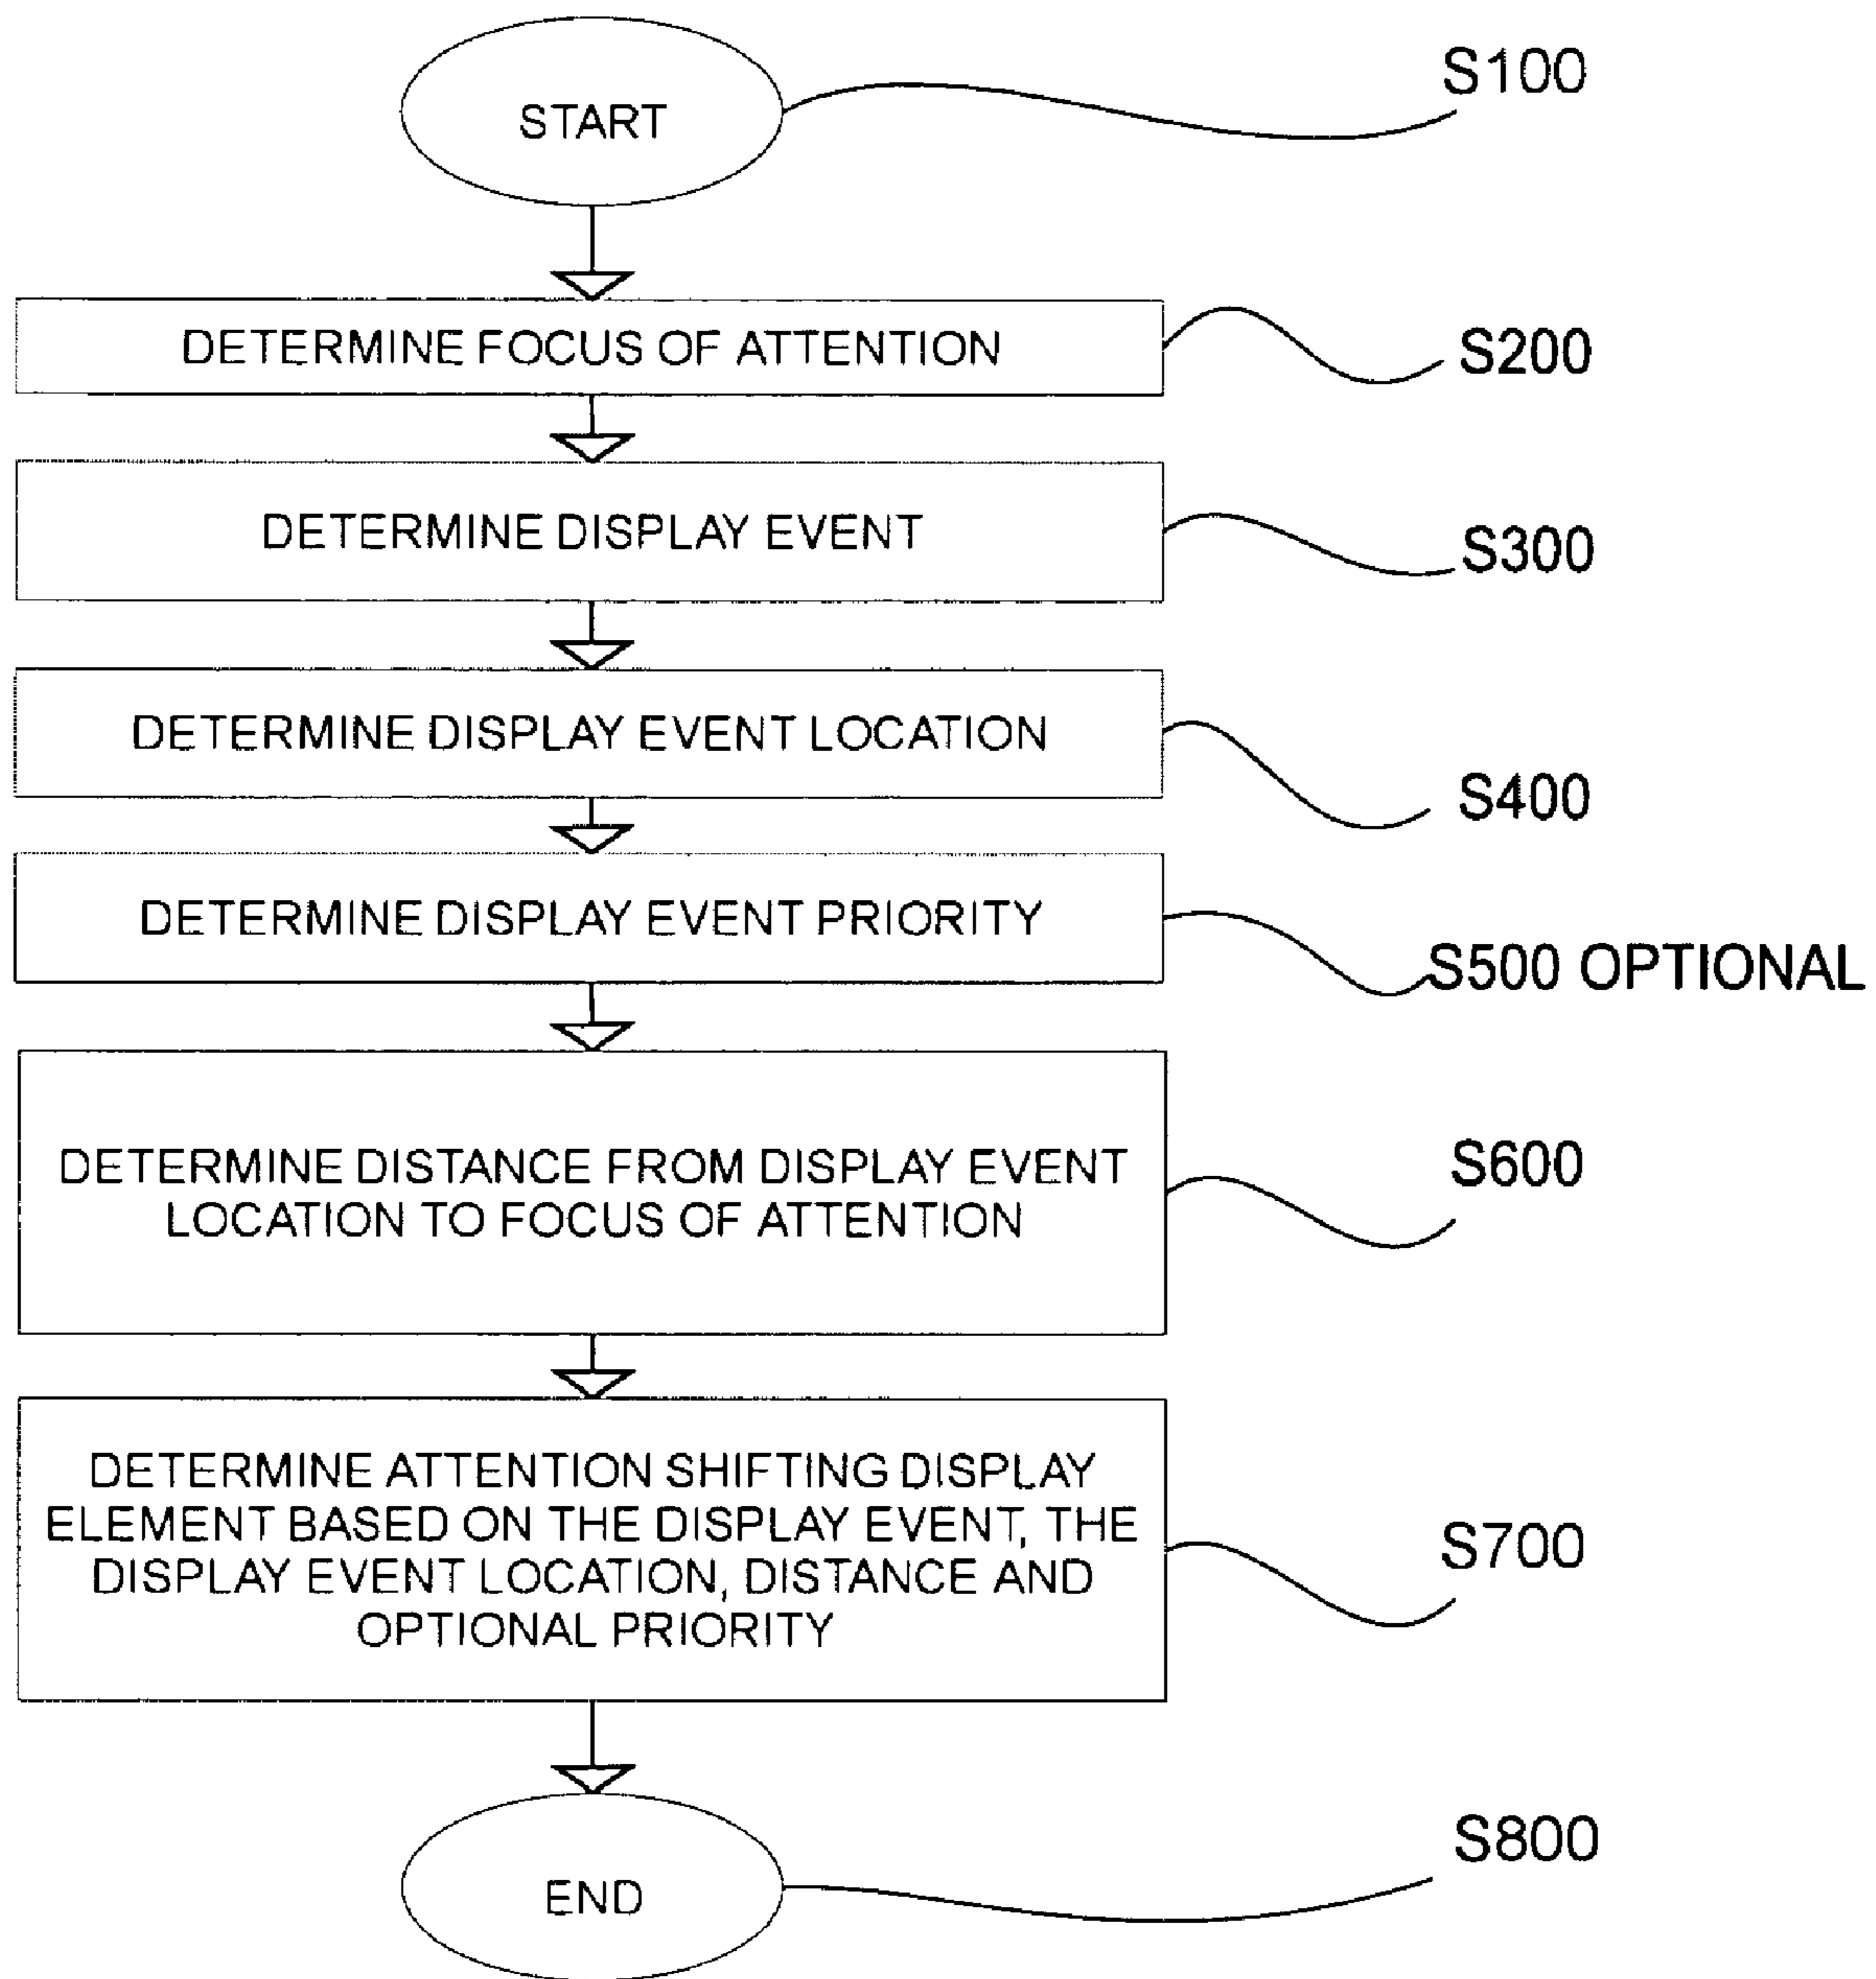 START
S100
DETERMINE FOCUS OF ATTENTION
S200
DETERMINE DISPLAY EVENT
S300
DETERMINE DISPLAY EVENT LOCATION
S400
DETERMINE DISPLAY EVENT PRIORITY
S500 OPTIONAL
DETERMINE DISTANCE FROM DISPLAY EVENT
LOCATION TO FOCUS OF ATTENTION
S600
DETERMINE ATTENTION SHIFTING DISPLAY
ELEMENT BASED ON THE DISPLAY EVENT, THE
DISPLAY EVENT LOCATION, DISTANCE AND
OPTIONAL PRIORITY
S700
END
S800